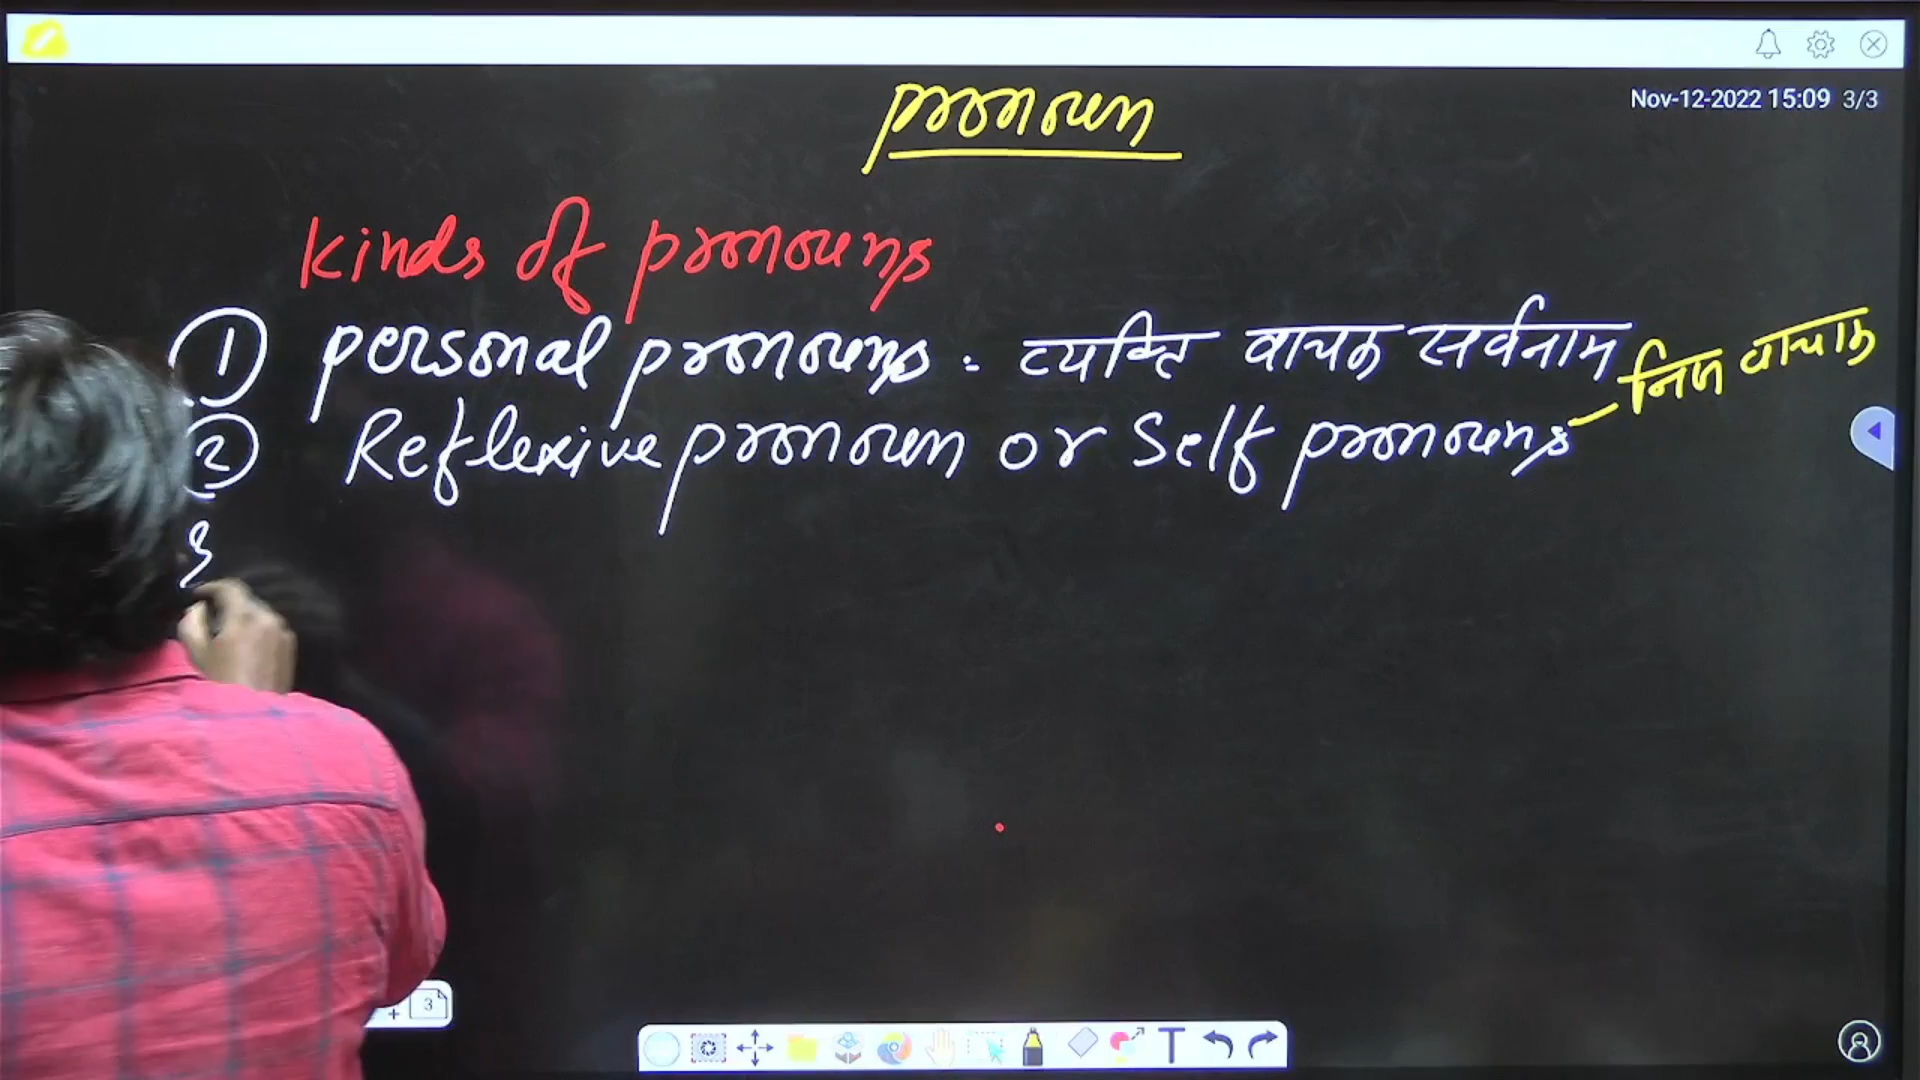 Nov-12-2022 15:09 3/3
pronoun
Kinds of pronouns
① personal pronouns :- व्यक्ति वाचक सर्वनाम
② Reflexive pronoun or Self pronouns – निज वाचक
3
T